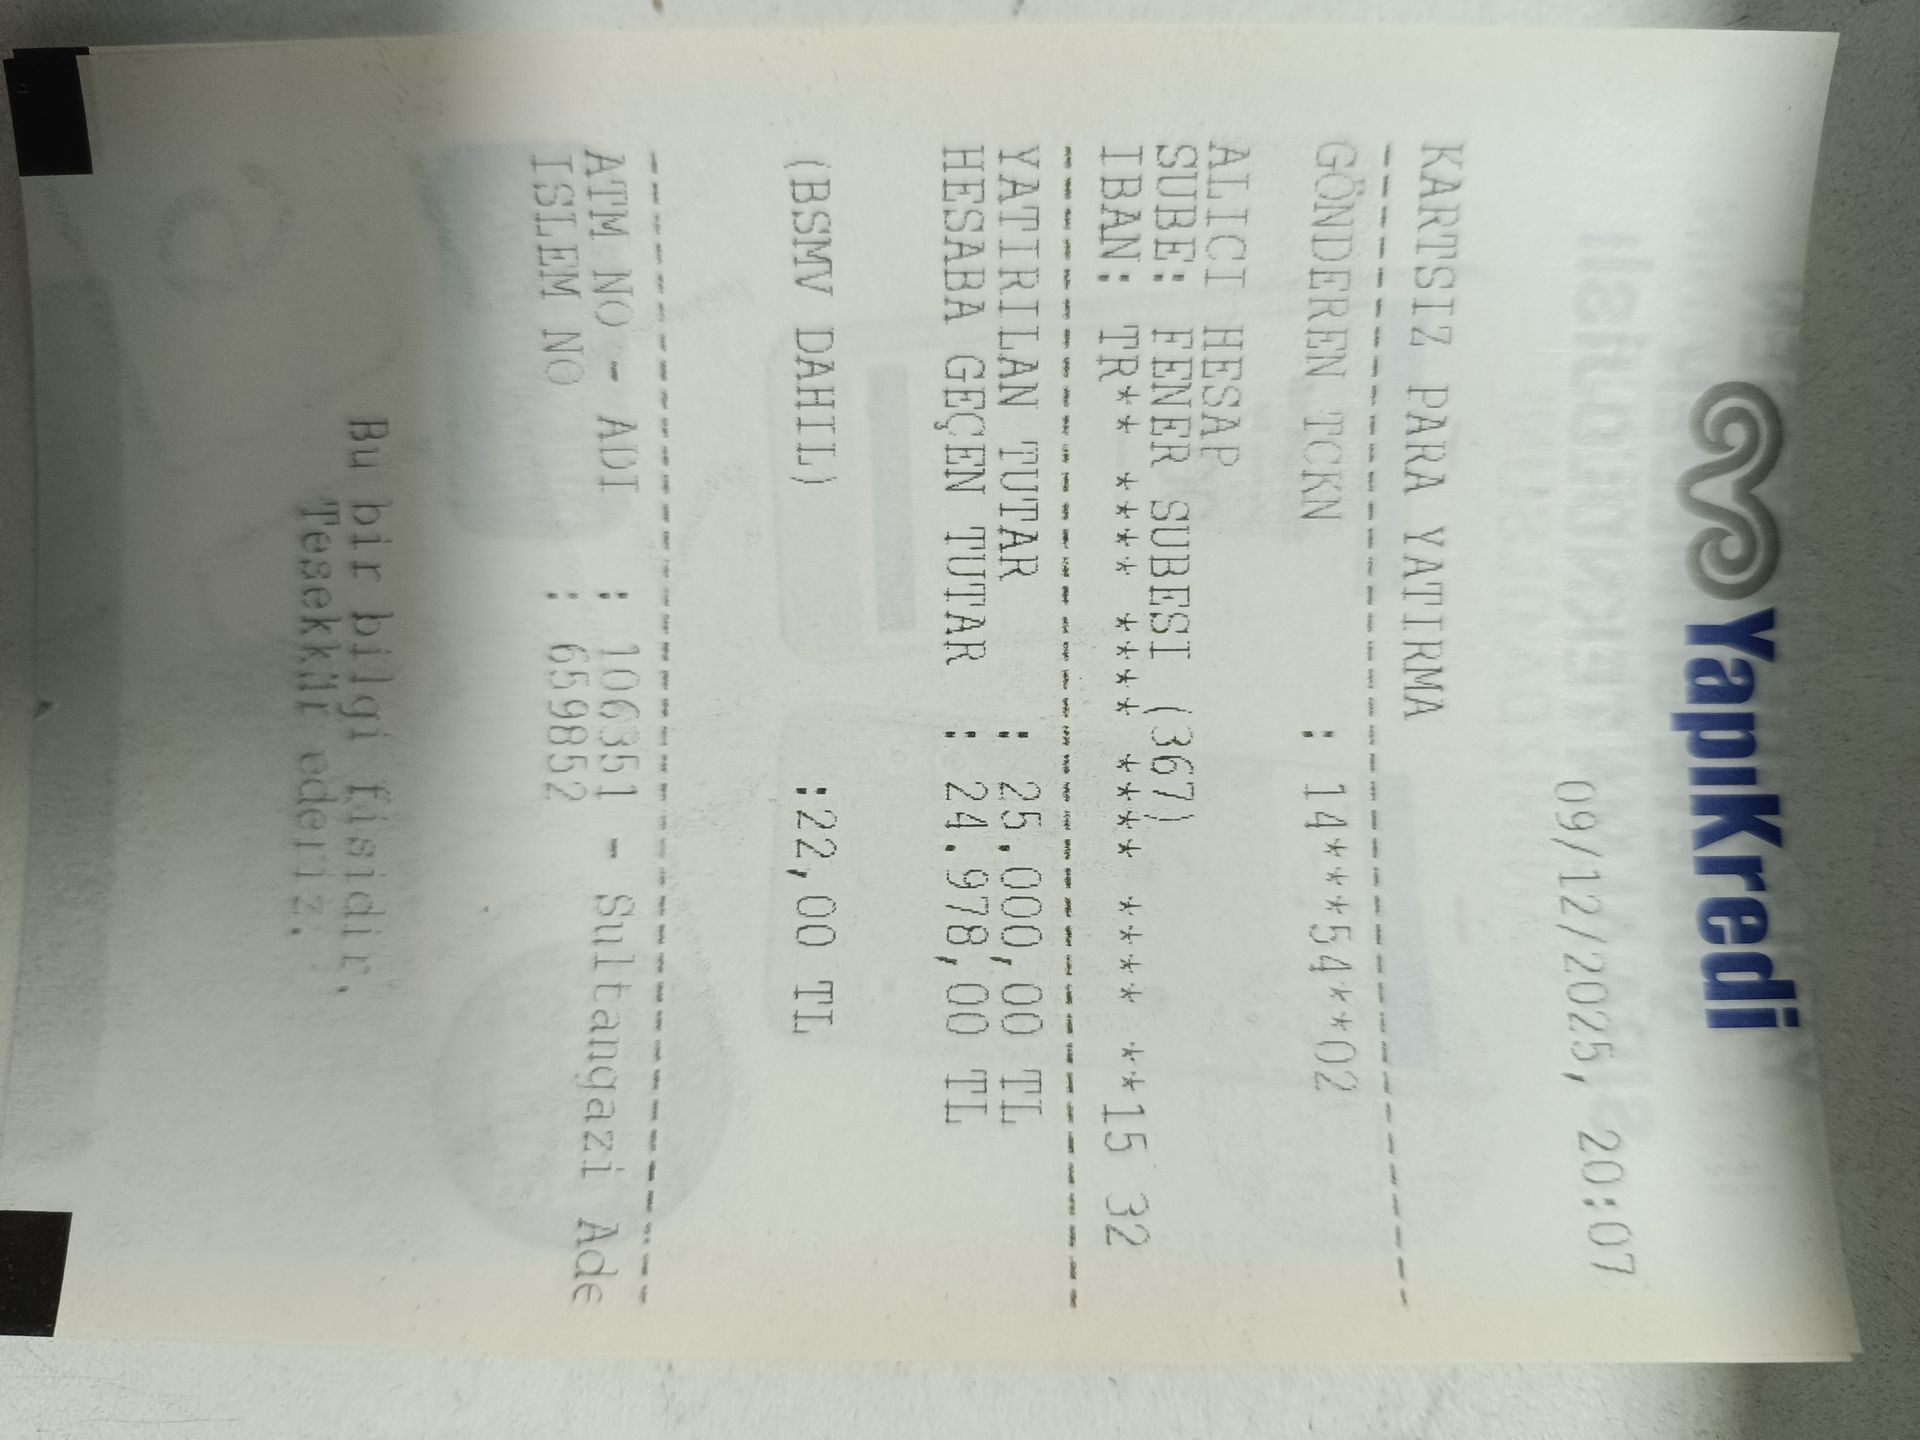 YapıKredi
09/12/2025, 20:07
KARTSIZ PARA YATIRMA
GÖNDEREN TCKN : 14***54**02
ALICI HESAP
SUBE: FENER SUBESI (367)
IBAN: TR** **** **** **** **** **15 32
YATIRILAN TUTAR : 25.000,00 TL
HESABA GEÇEN TUTAR : 24.978,00 TL
(BSMV DAHIL) :22,00 TL
ATM NO - ADI : 106351 - Sultangazi Ade
ISLEM NO : 659852
Bu bir bilgi fisidir,
Tesekkür ederiz.